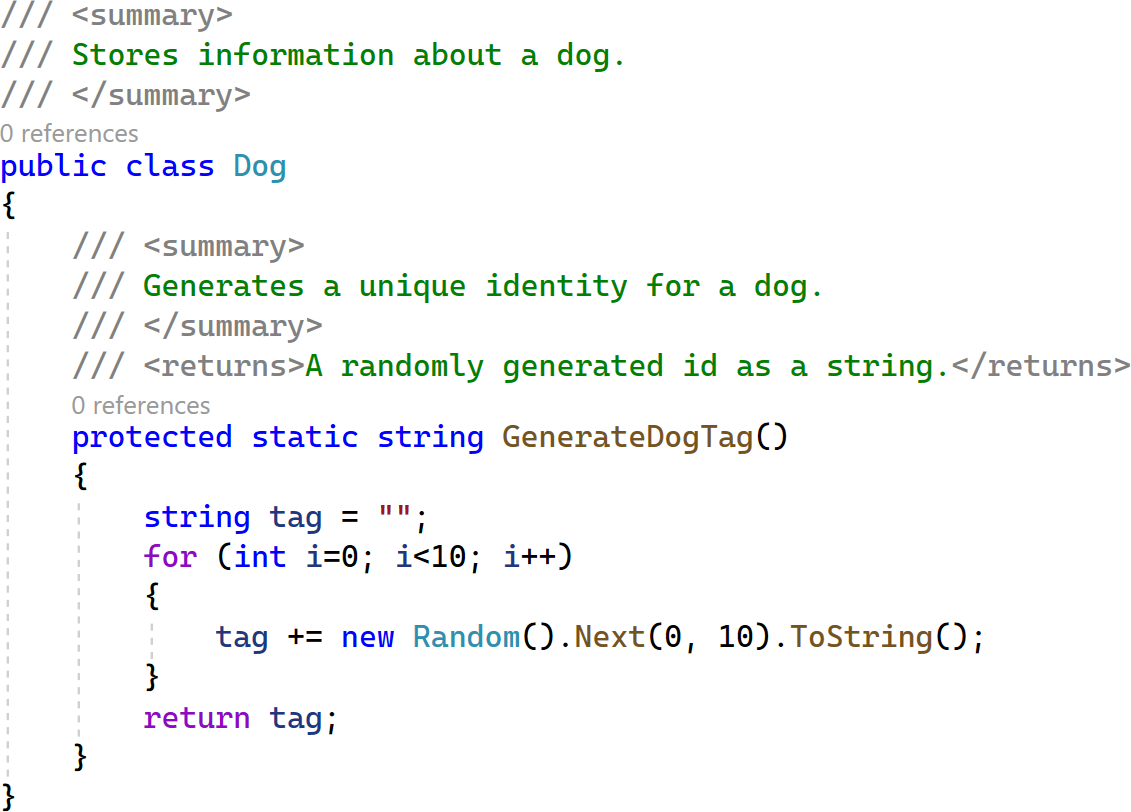 /// <summary>
/// Stores information about a dog.
/// </summary>
0 references
public class Dog
{
/// <summary>
/// Generates a unique identity for a dog.
/// </summary>
/// <returns>A randomly generated id as a string.</returns>
0 references
protected static string GenerateDogTag()
{
string tag = "";
for (int i=0; i<10; i++)
{
tag += new Random().Next(0, 10).ToString();
}
return tag;
}
}